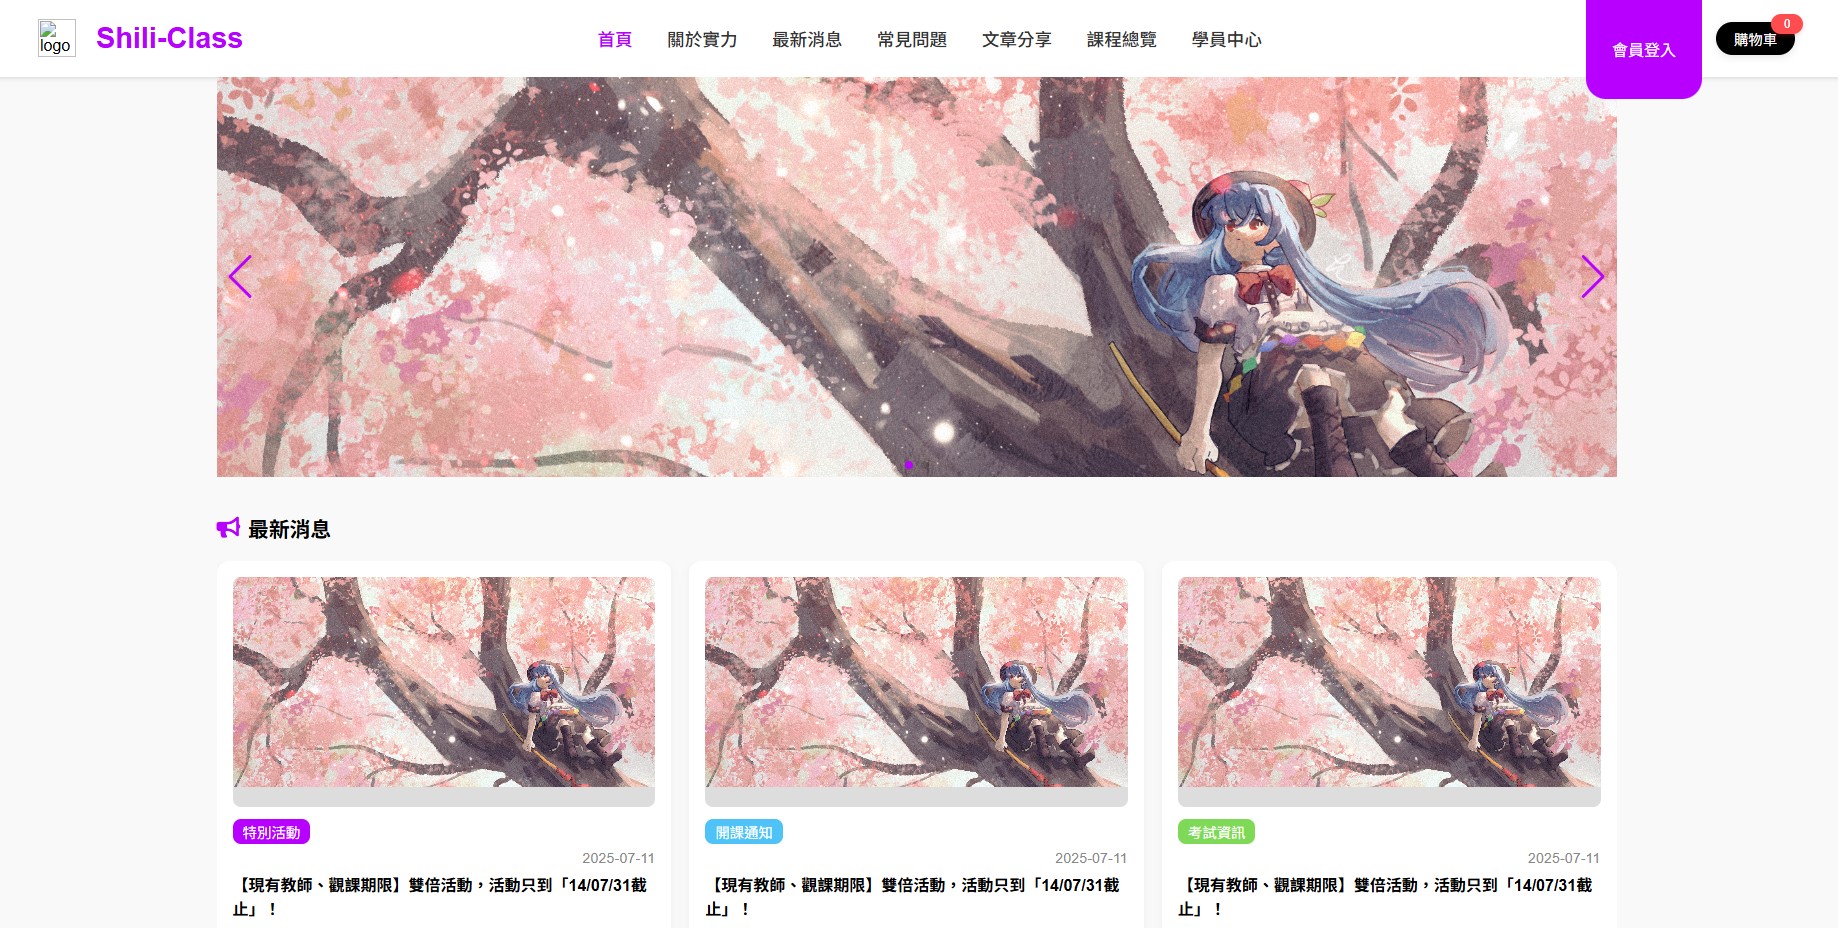 logo
Shili-Class
首頁
關於實力
最新消息
常見問題
文章分享
課程總覽
學員中心
會員登入
購物車
0
最新消息
特別活動
2025-07-11
【現有教師、觀課期限】雙倍活動，活動只到「14/07/31截
止」！
開課通知
2025-07-11
【現有教師、觀課期限】雙倍活動，活動只到「14/07/31截
止」！
考試資訊
2025-07-11
【現有教師、觀課期限】雙倍活動，活動只到「14/07/31截
止」！